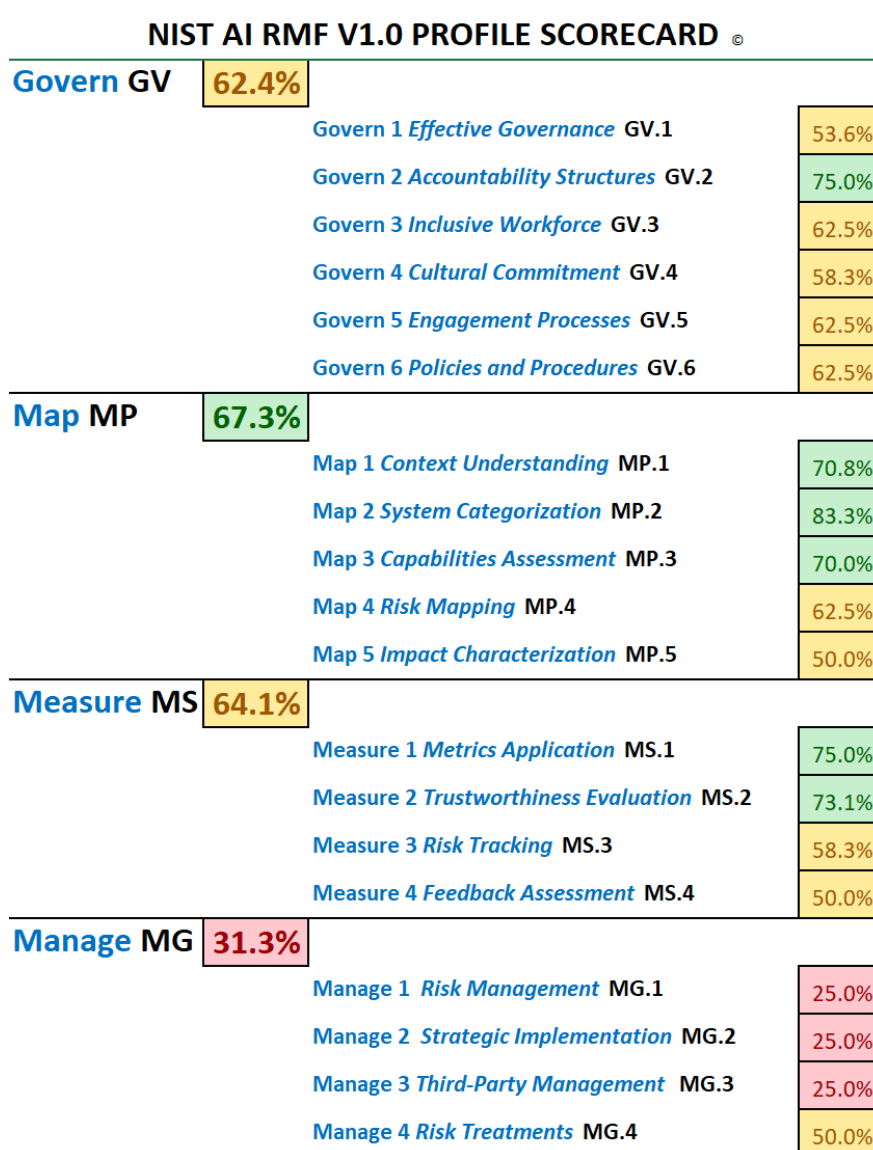 NIST AI RMF V1.0 PROFILE SCORECARD ©
Govern GV 62.4%
Govern 1 Effective Governance GV.1 53.6%
Govern 2 Accountability Structures GV.2 75.0%
Govern 3 Inclusive Workforce GV.3 62.5%
Govern 4 Cultural Commitment GV.4 58.3%
Govern 5 Engagement Processes GV.5 62.5%
Govern 6 Policies and Procedures GV.6 62.5%
Map MP 67.3%
Map 1 Context Understanding MP.1 70.8%
Map 2 System Categorization MP.2 83.3%
Map 3 Capabilities Assessment MP.3 70.0%
Map 4 Risk Mapping MP.4 62.5%
Map 5 Impact Characterization MP.5 50.0%
Measure MS 64.1%
Measure 1 Metrics Application MS.1 75.0%
Measure 2 Trustworthiness Evaluation MS.2 73.1%
Measure 3 Risk Tracking MS.3 58.3%
Measure 4 Feedback Assessment MS.4 50.0%
Manage MG 31.3%
Manage 1 Risk Management MG.1 25.0%
Manage 2 Strategic Implementation MG.2 25.0%
Manage 3 Third-Party Management MG.3 25.0%
Manage 4 Risk Treatments MG.4 50.0%